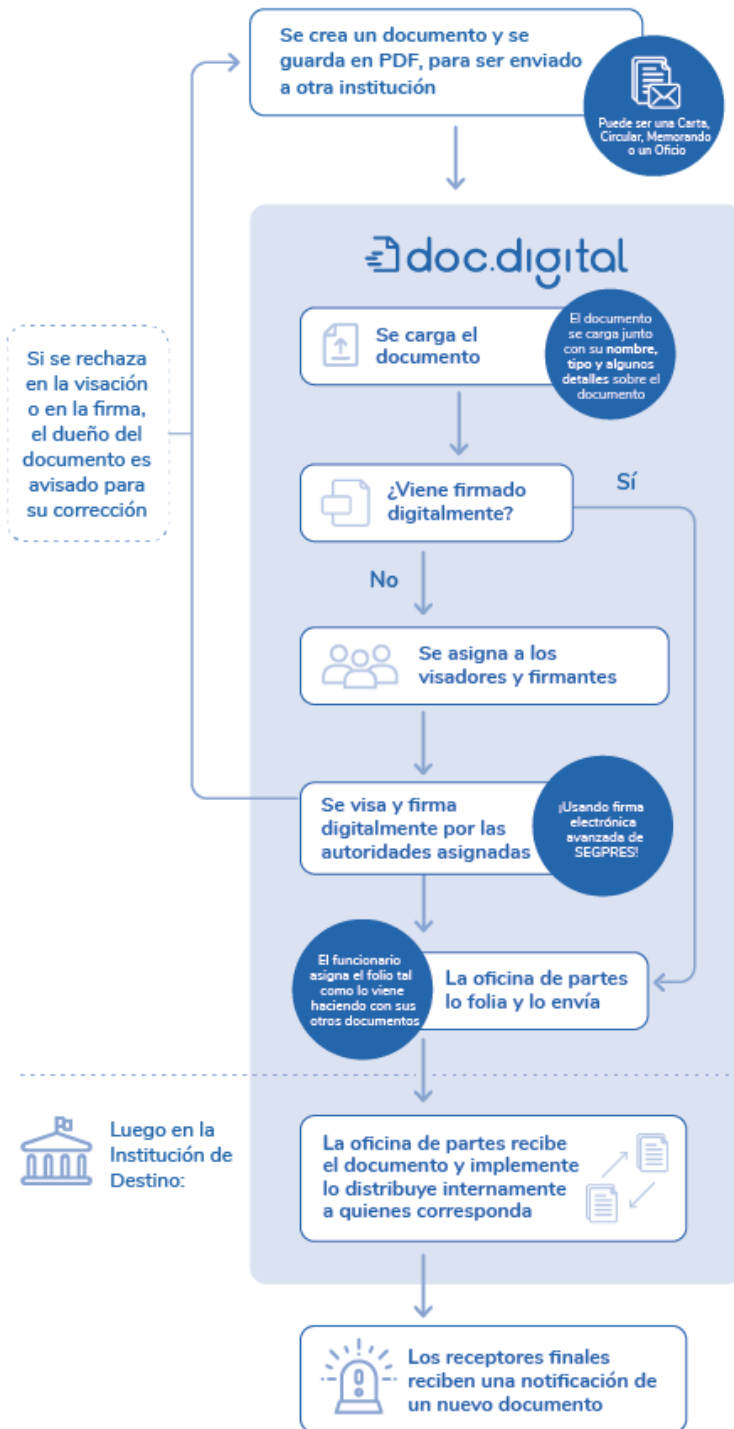 Se crea un documento y se
guarda en PDF, para ser enviado
a otra institución
Puede ser una Carta,
Circular, Memorando
o un Oficio
doc.digital
Se carga el
documento
El documento
se carga junto
con su nombre,
tipo y algunos
detalles sobre el
documento
Si se rechaza
en la visación
o en la firma,
el dueño del
documento es
avisado para
su corrección
¿Viene firmado
digitalmente?
Sí
No
Se asigna a los
visadores y firmantes
Se visa y firma
digitalmente por las
autoridades asignadas
¡Usando firma
electrónica
avanzada de
SEGPRES!
El funcionario
asigna el folio tal
como lo viene
haciendo con sus
otros documentos
La oficina de partes
lo folia y lo envía
Luego en la
Institución de
Destino:
La oficina de partes recibe
el documento y implemente
lo distribuye internamente
a quienes corresponda
Los receptores finales
reciben una notificación de
un nuevo documento